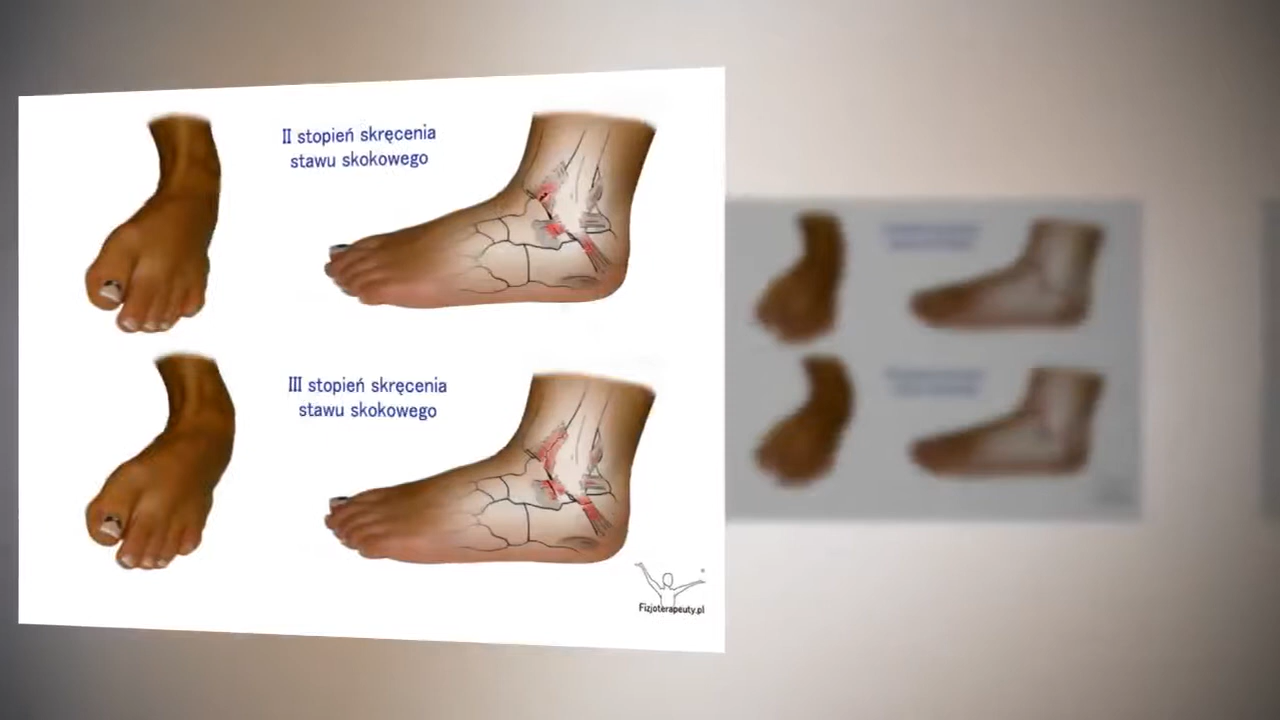 II stopień skręcenia
stawu skokowego
III stopień skręcenia
stawu skokowego
Fizjoterapeuty.pl